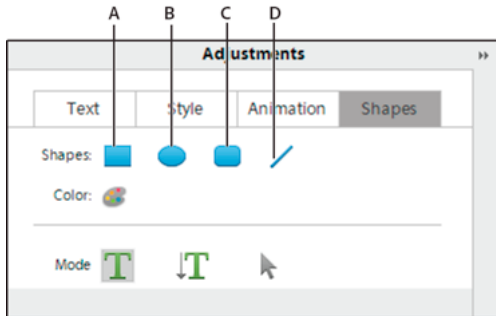 A B C D
Adjustments
Text Style Animation Shapes
Shapes:
Color:
Mode T T